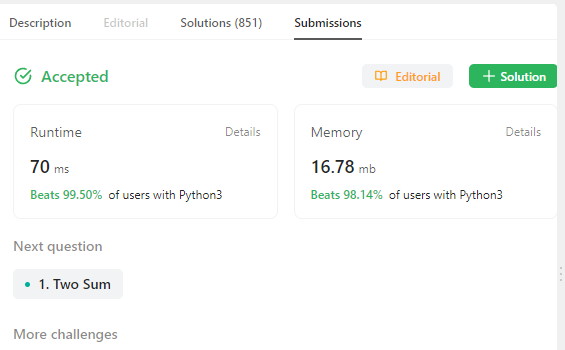 Description Editorial Solutions (851) Submissions
Accepted Editorial Solution
Runtime Details Memory Details
70 ms 16.78 mb
Beats 99.50% of users with Python3 Beats 98.14% of users with Python3
Next question
1. Two Sum
More challenges